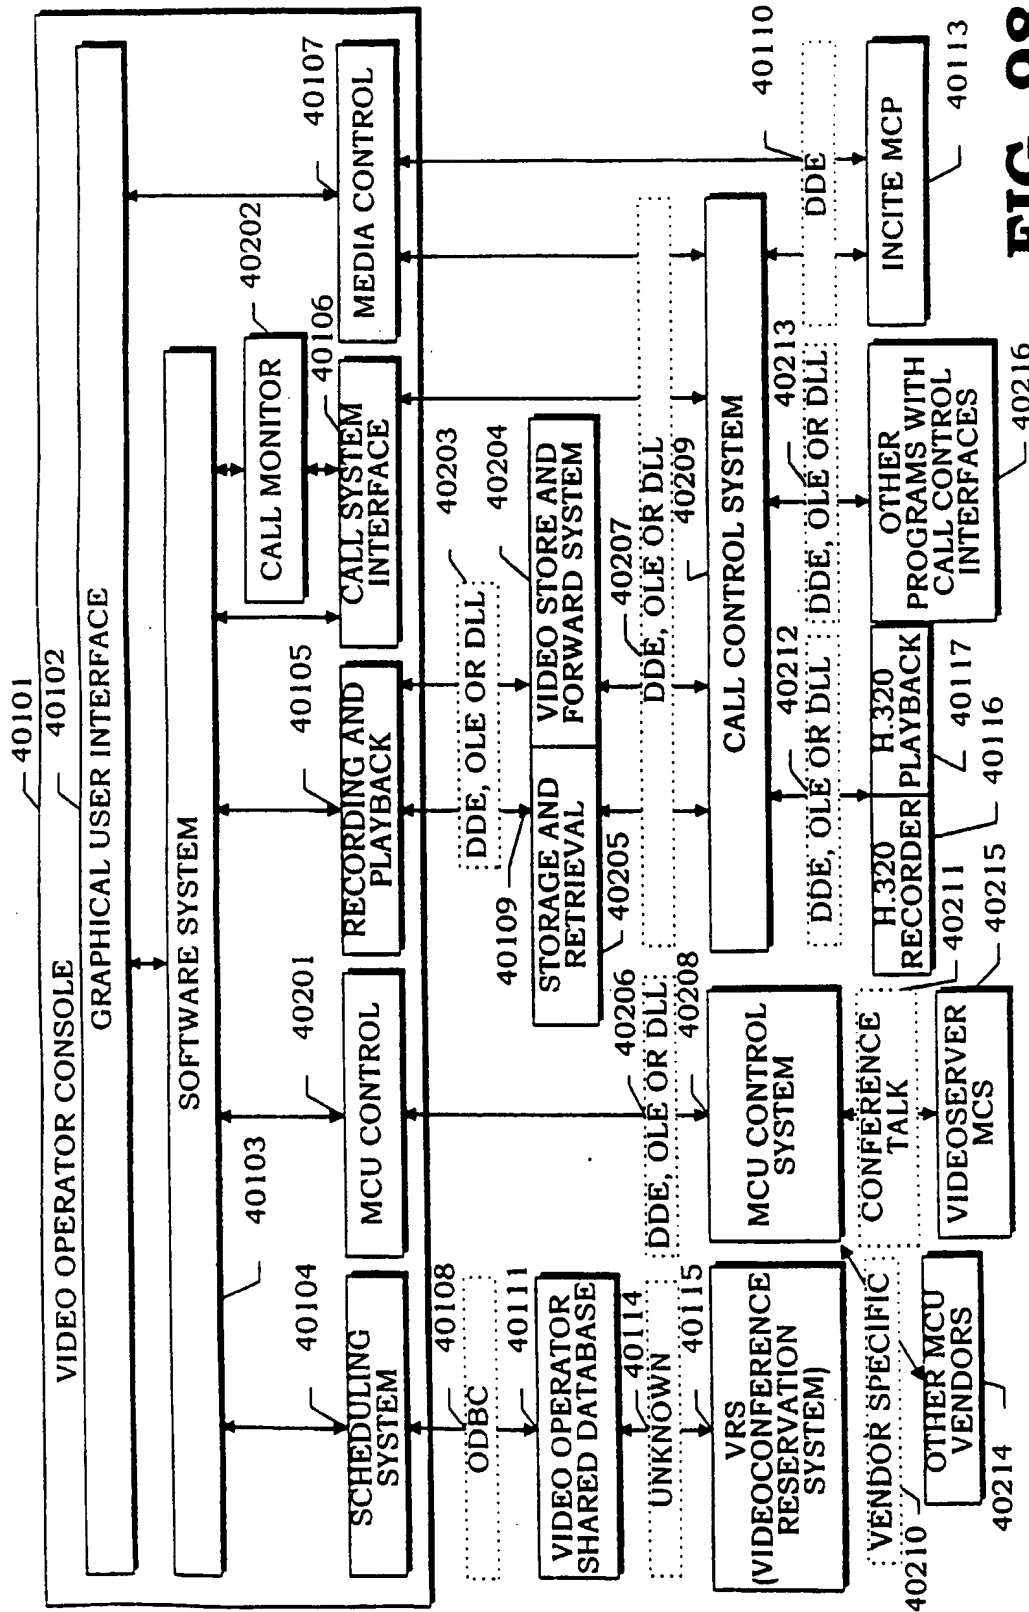 VIDEO OPERATOR CONSOLE
40101
40102
GRAPHICAL USER INTERFACE
SOFTWARE SYSTEM
40103
CALL MONITOR
40202
40104
40201
40105
40106
40107
SCHEDULING
SYSTEM
MCU CONTROL
RECORDING AND
PLAYBACK
CALL SYSTEM
INTERFACE
MEDIA CONTROL
40108
ODBC
40203
DDE, OLE OR DLL
40111
40109
40204
VIDEO OPERATOR
SHARED DATABASE
STORAGE AND
RETRIEVAL
VIDEO STORE AND
FORWARD SYSTEM
40114
40206
40205
40207
UNKNOWN
DDE, OLE OR DLL
DDE, OLE OR DLL
40115
40208
40209
VRS
(VIDEOCONFERENCE
RESERVATION
SYSTEM)
MCU CONTROL
SYSTEM
CALL CONTROL SYSTEM
40212
40213
40110
DDE, OLE OR DLL
DDE, OLE OR DLL
DDE
VENDOR SPECIFIC
CONFERENCE
TALK
40211
H.320
RECORDER
H.320
PLAYBACK
OTHER
PROGRAMS WITH
CALL CONTROL
INTERFACES
INCITE MCP
40210
OTHER MCU
VENDORS
VIDEOSERVER
MCS
40214
40215
40116
40117
40216
40113
FIG. 98